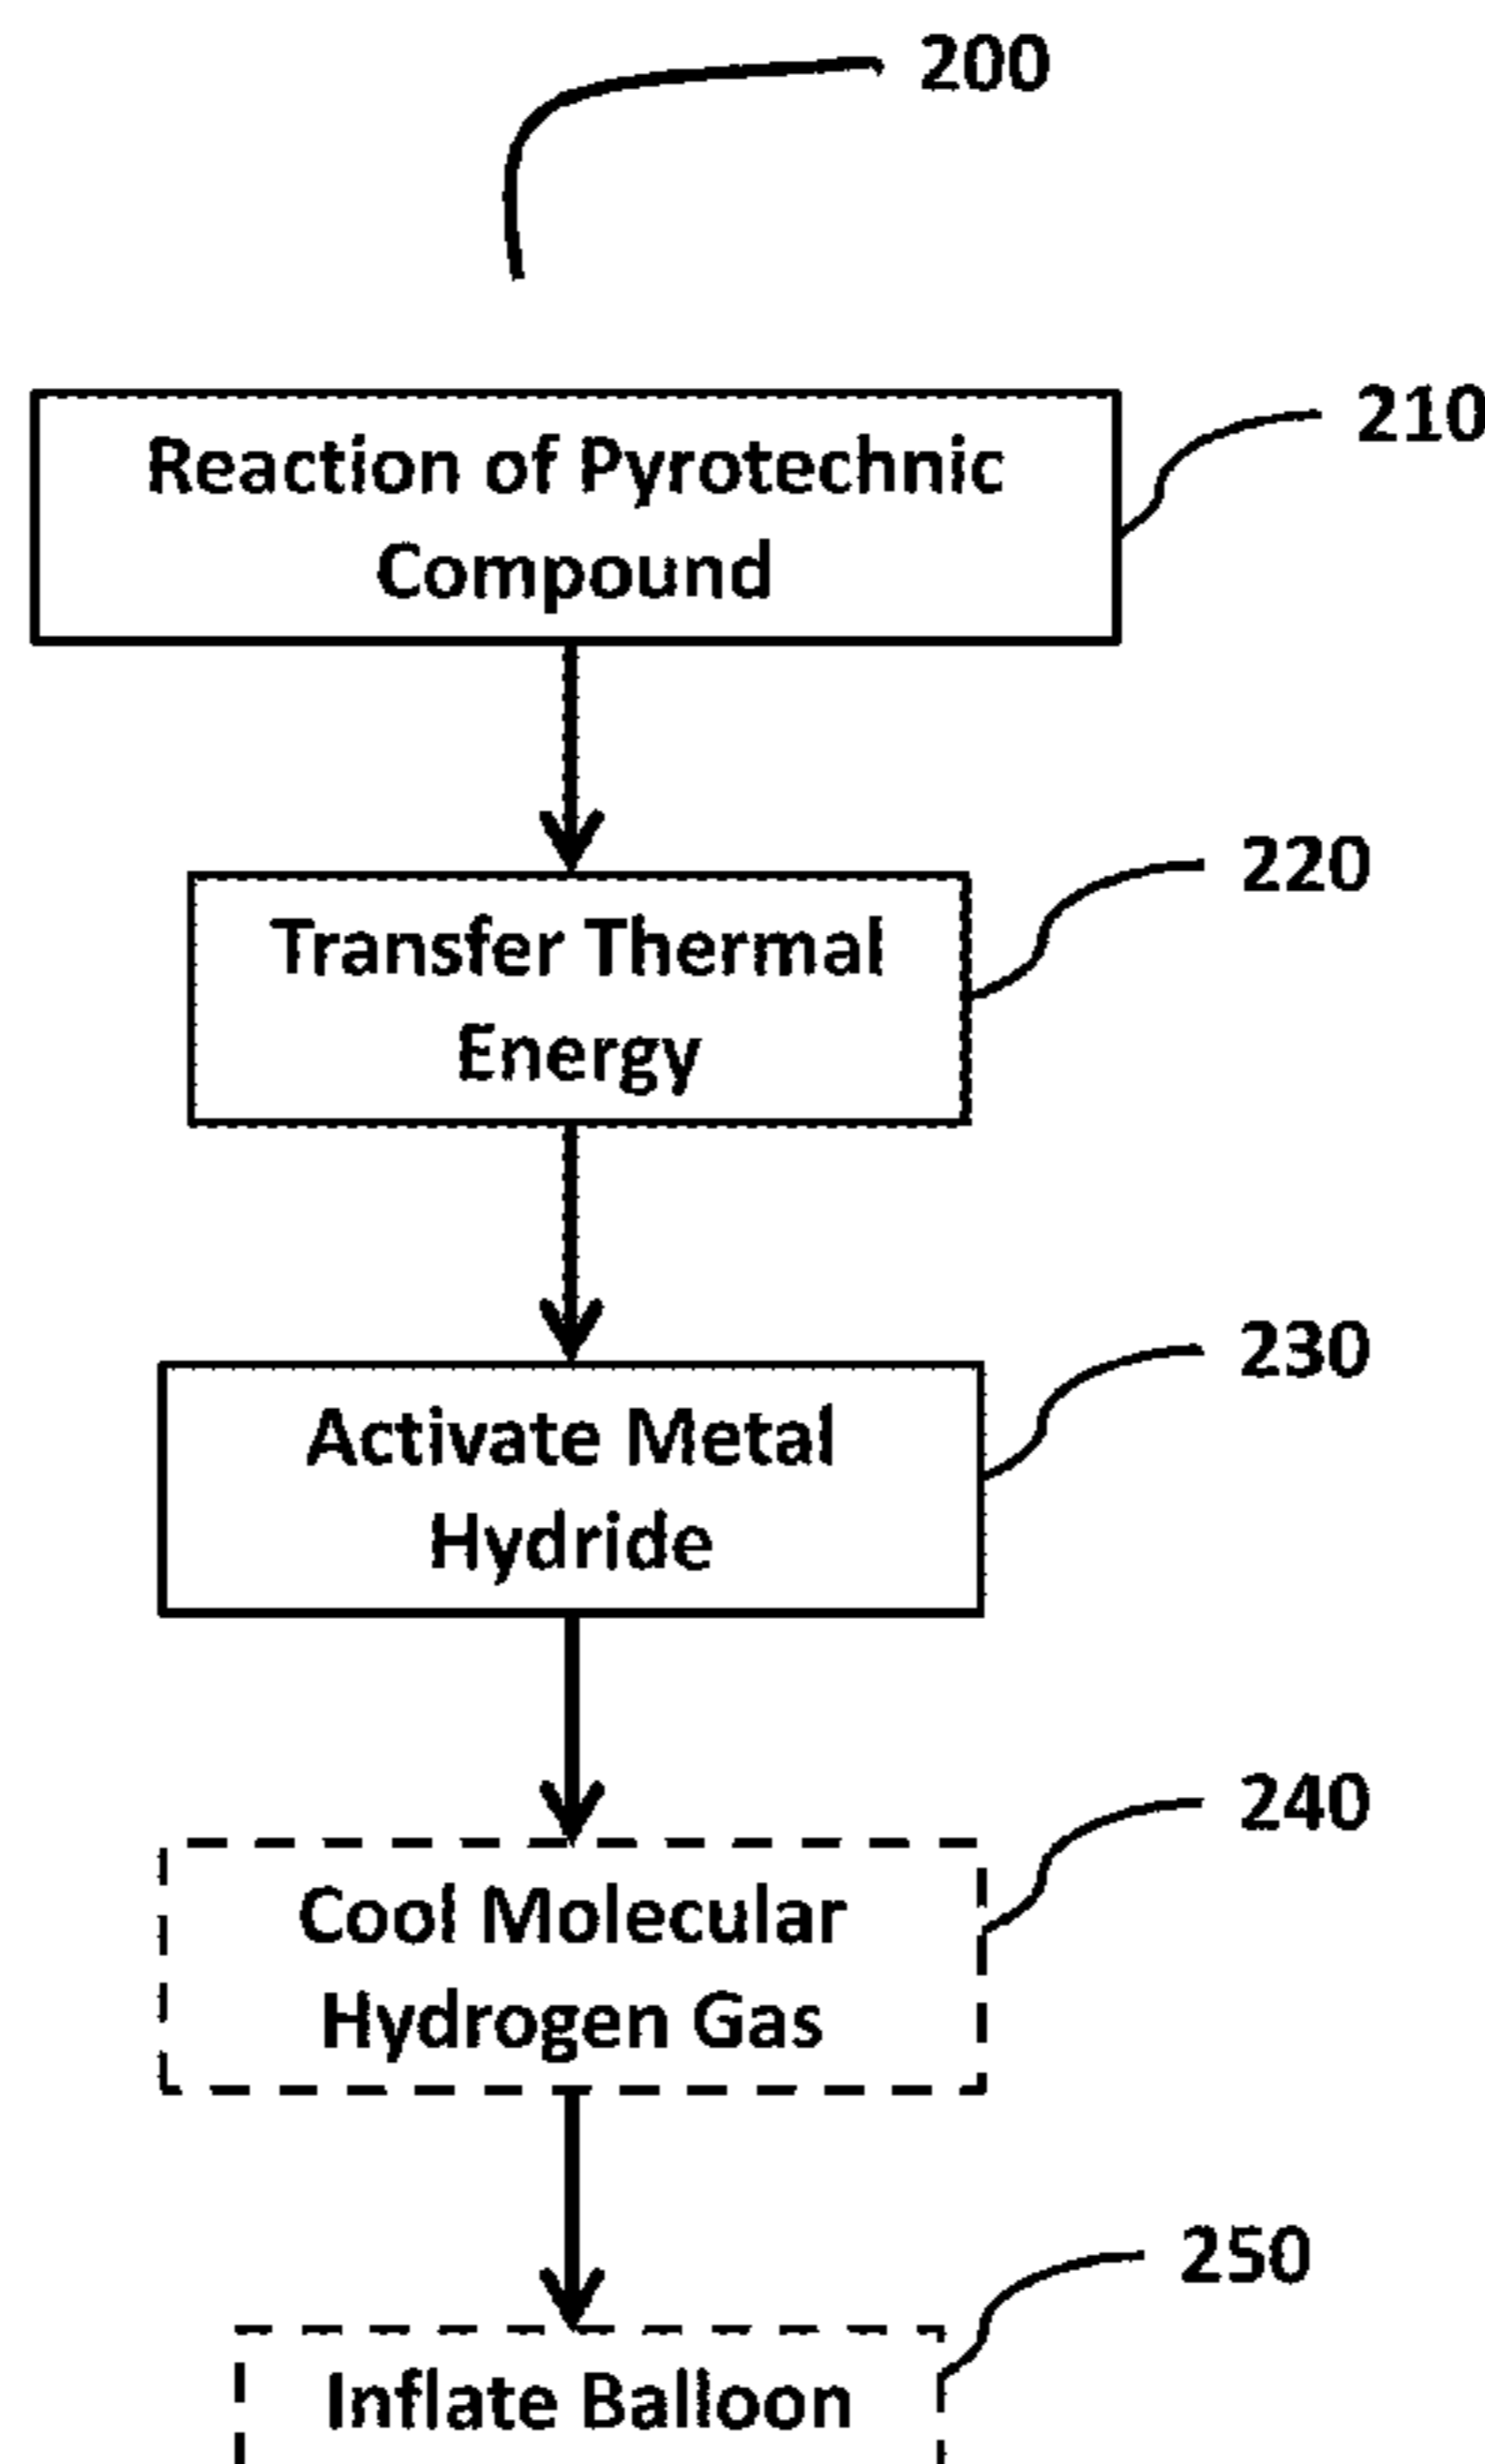 200
210
Reaction of Pyrotechnic
Compound
220
Transfer Thermal
Energy
230
Activate Metal
Hydride
240
Cool Molecular
Hydrogen Gas
250
Inflate Balloon